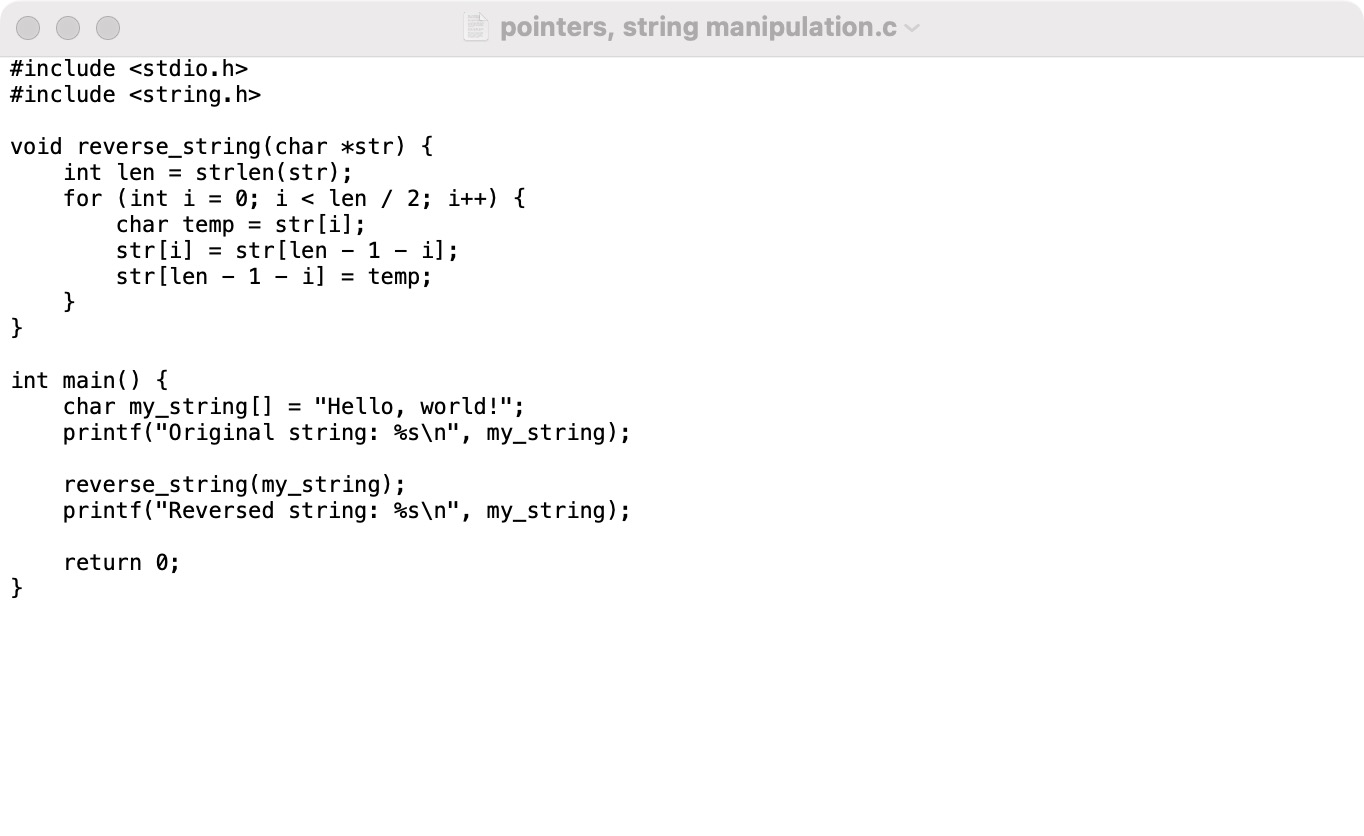 pointers, string manipulation.c
#include <stdio.h>
#include <string.h>

void reverse_string(char *str) {
    int len = strlen(str);
    for (int i = 0; i < len / 2; i++) {
        char temp = str[i];
        str[i] = str[len - 1 - i];
        str[len - 1 - i] = temp;
    }
}

int main() {
    char my_string[] = "Hello, world!";
    printf("Original string: %s\n", my_string);

    reverse_string(my_string);
    printf("Reversed string: %s\n", my_string);

    return 0;
}